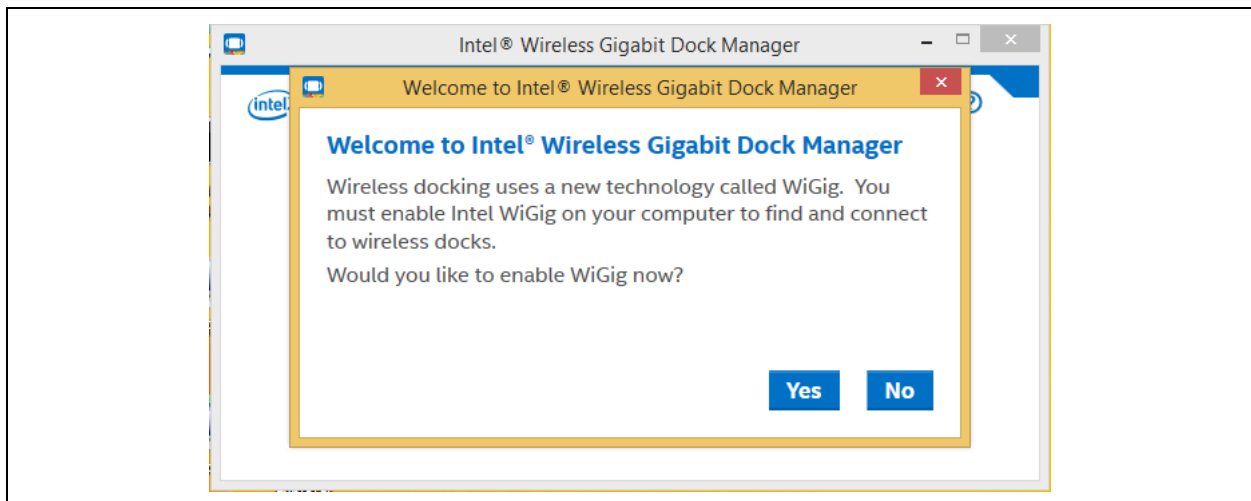 Intel® Wireless Gigabit Dock Manager
Welcome to Intel® Wireless Gigabit Dock Manager
intel
Welcome to Intel® Wireless Gigabit Dock Manager
Wireless docking uses a new technology called WiGig. You
must enable Intel WiGig on your computer to find and connect
to wireless docks.
Would you like to enable WiGig now?
Yes No